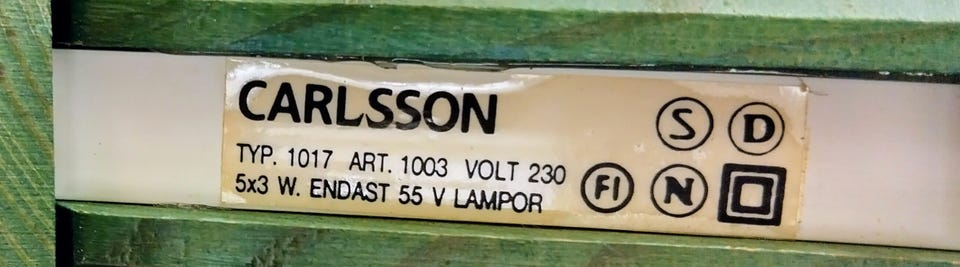 CARLSSON
TYP. 1017 ART. 1003 VOLT 230
5x3 W. ENDAST 55 V LAMPOR
S D
FI N